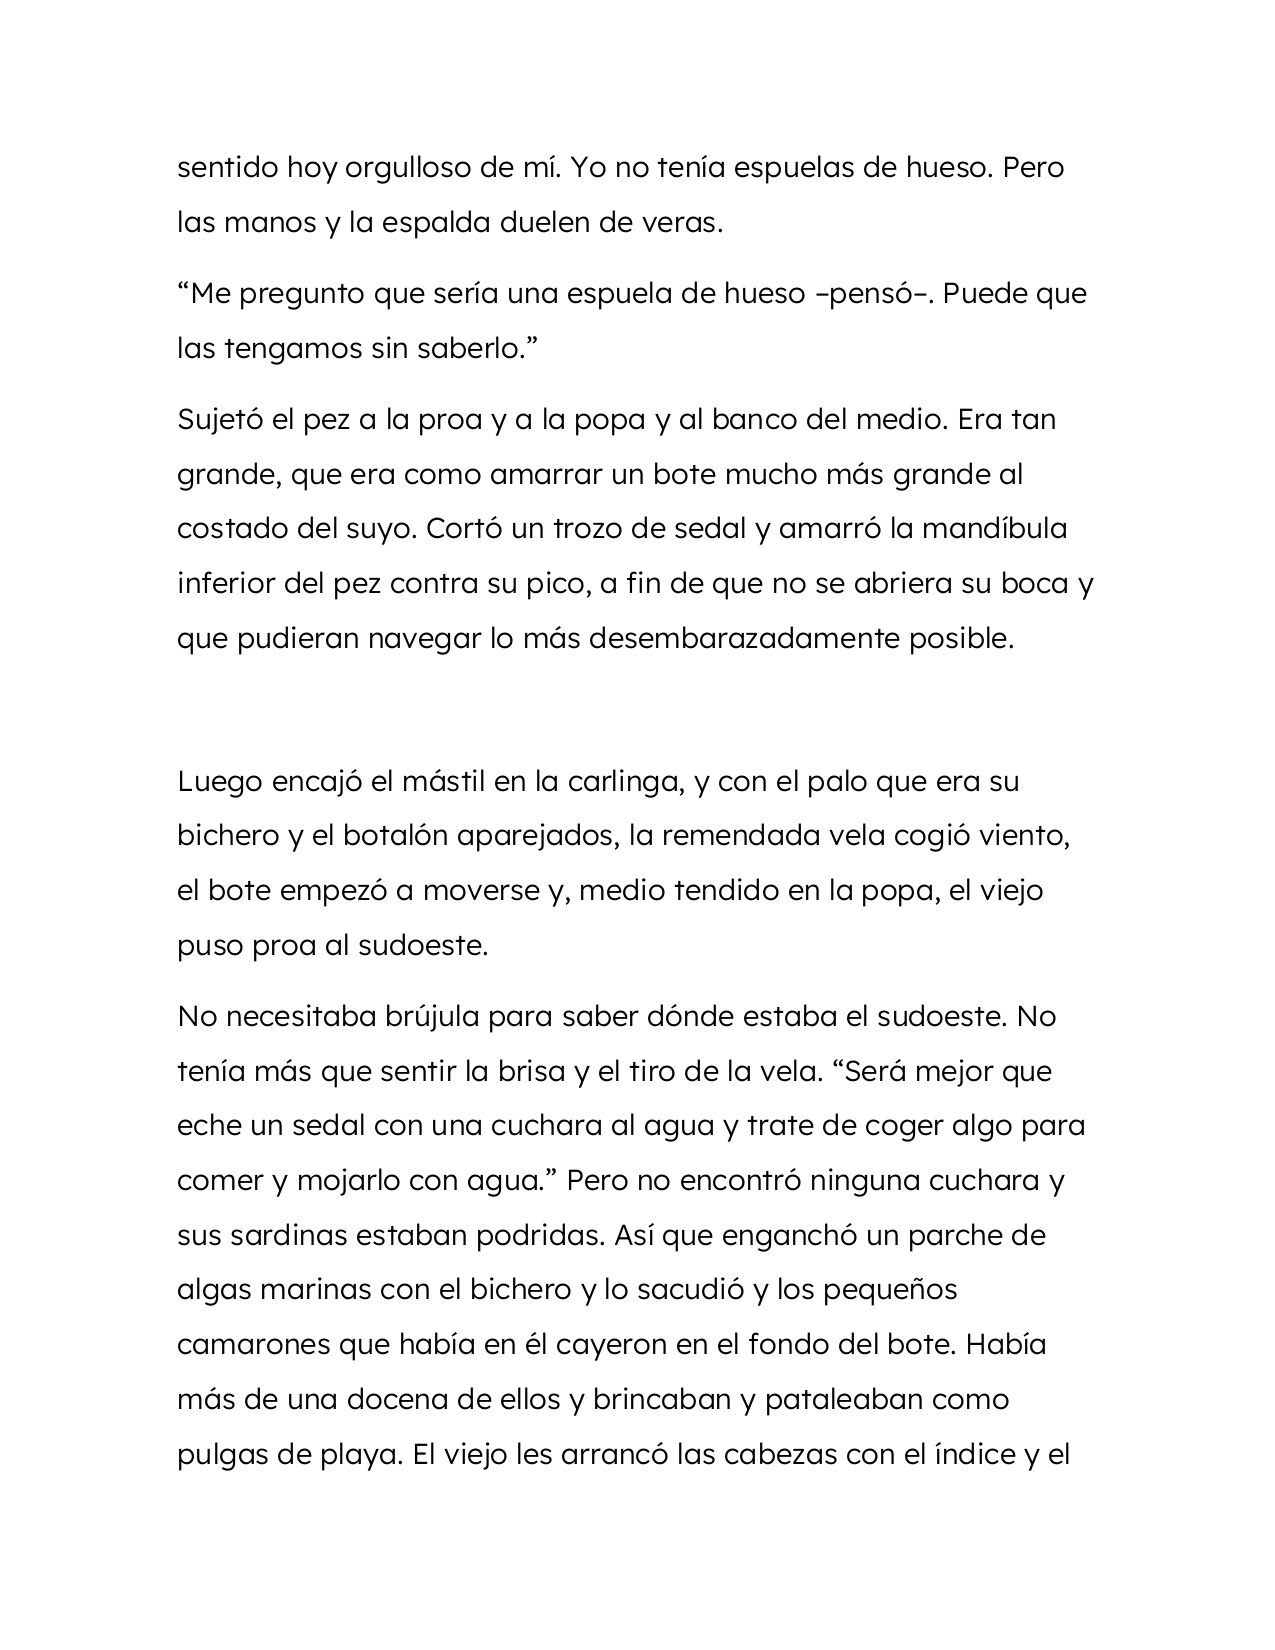 sentido hoy orgulloso de mí. Yo no tenía espuelas de hueso. Pero
las manos y la espalda duelen de veras.
“Me pregunto que sería una espuela de hueso –pensó–. Puede que
las tengamos sin saberlo.”
Sujetó el pez a la proa y a la popa y al banco del medio. Era tan
grande, que era como amarrar un bote mucho más grande al
costado del suyo. Cortó un trozo de sedal y amarró la mandíbula
inferior del pez contra su pico, a fin de que no se abriera su boca y
que pudieran navegar lo más desembarazadamente posible.
Luego encajó el mástil en la carlinga, y con el palo que era su
bichero y el botalón aparejados, la remendada vela cogió viento,
el bote empezó a moverse y, medio tendido en la popa, el viejo
puso proa al sudoeste.
No necesitaba brújula para saber dónde estaba el sudoeste. No
tenía más que sentir la brisa y el tiro de la vela. “Será mejor que
eche un sedal con una cuchara al agua y trate de coger algo para
comer y mojarlo con agua.” Pero no encontró ninguna cuchara y
sus sardinas estaban podridas. Así que enganchó un parche de
algas marinas con el bichero y lo sacudió y los pequeños
camarones que había en él cayeron en el fondo del bote. Había
más de una docena de ellos y brincaban y pataleaban como
pulgas de playa. El viejo les arrancó las cabezas con el índice y el